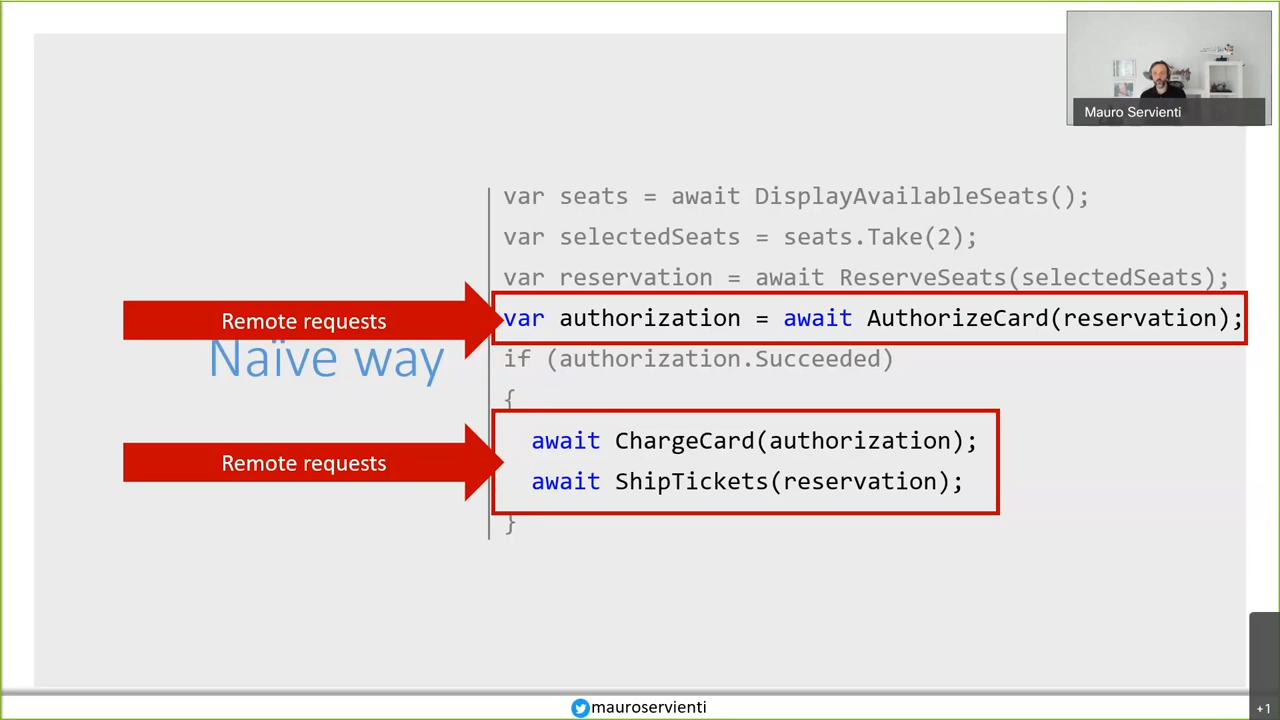 Mauro Servienti
var seats = await DisplayAvailableSeats();
var selectedSeats = seats.Take(2);
var reservation = await ReserveSeats(selectedSeats);
Remote requests
var authorization = await AuthorizeCard(reservation);
Naïve way
if (authorization.Succeeded)
{
await ChargeCard(authorization);
Remote requests
await ShipTickets(reservation);
}
mauroservienti
+1